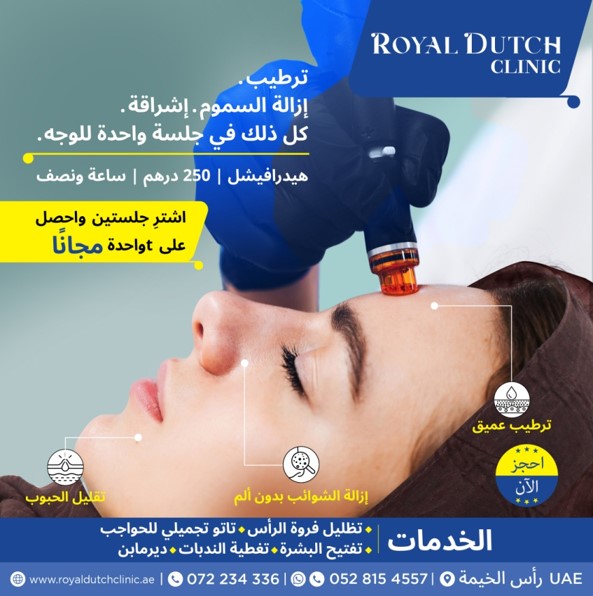 ROYAL DUTCH
CLINIC
ترطيب.
إزالة السموم. إشراقة.
كل ذلك في جلسة واحدة للوجه.
هيدرافيشل | 250 درهم | ساعة ونصف
اشترِ جلستين واحصل
على tواحدة مجانًا
ترطيب عميق
احجز
الآن
إزالة الشوائب بدون ألم
تقليل الحبوب
الخدمات
تظليل فروة الرأس ◆ تاتو تجميلي للحواجب
تفتيح البشرة ◆ تغطية الندبات ◆ ديرمابن
www.royaldutchclinic.ae | 072 234 336 | 052 815 4557 | رأس الخيمة UAE